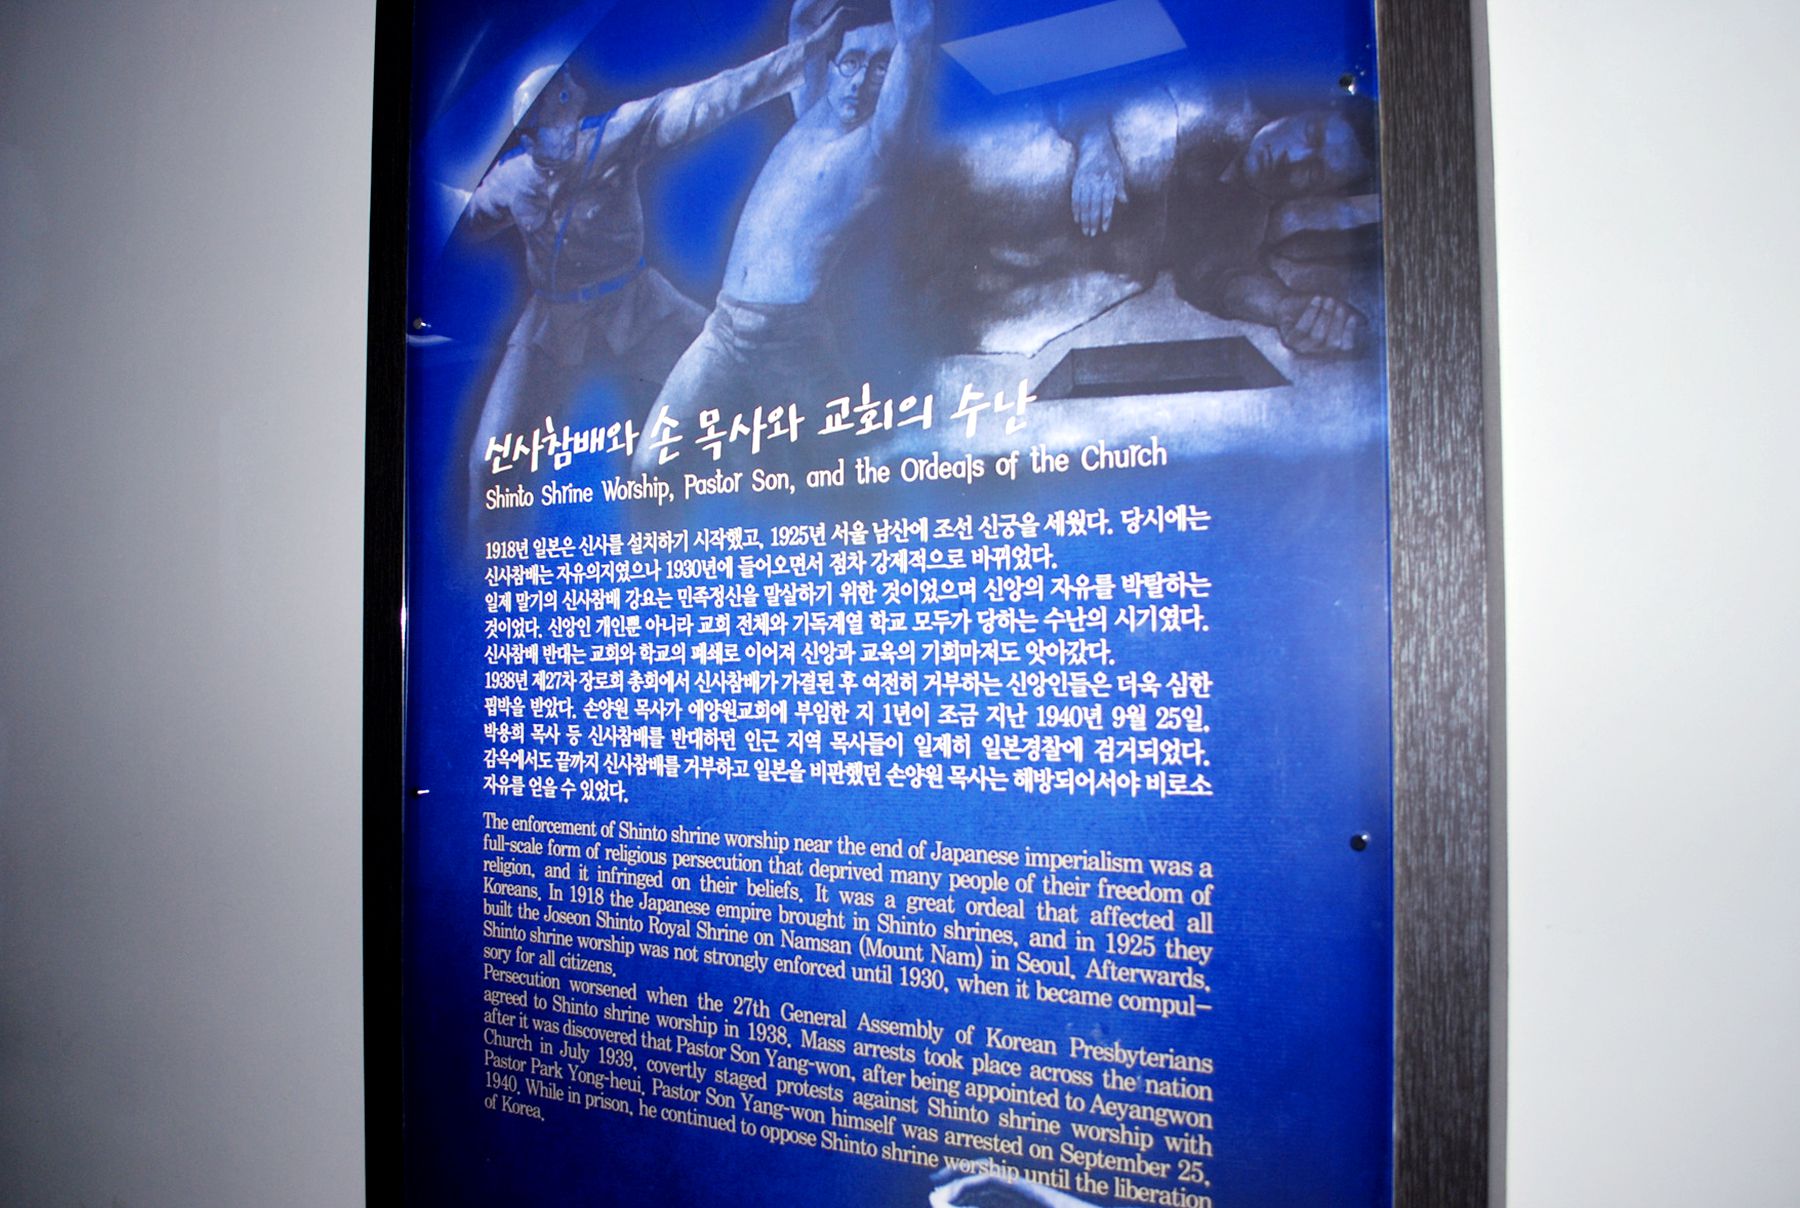 신사참배와 손 목사와 교회의 수난
Shinto Shrine Worship, Pastor Son, and the Ordeals of the Church
1918년 일본은 신사를 설치하기 시작했고, 1925년 서울 남산에 조선 신궁을 세웠다. 당시에는
신사참배는 자유의지였으나 1930년에 들어오면서 점차 강제적으로 바뀌었다.
일제 말기의 신사참배 강요는 민족정신을 말살하기 위한 것이었으며 신앙의 자유를 박탈하는
것이었다. 신앙인 개인뿐 아니라 교회 전체와 기독계열 학교 모두가 당하는 수난의 시기였다.
신사참배 반대는 교회와 학교의 폐쇄로 이어져 신앙과 교육의 기회마저도 앗아갔다.
1938년 제27차 장로회 총회에서 신사참배가 가결된 후 여전히 거부하는 신앙인들은 더욱 심한
핍박을 받았다. 손양원 목사가 애양원교회에 부임한 지 1년이 조금 지난 1940년 9월 25일,
박용희 목사 등 신사참배를 반대하던 인근 지역 목사들이 일제히 일본경찰에 검거되었다.
감옥에서도 끝까지 신사참배를 거부하고 일본을 비판했던 손양원 목사는 해방되어서야 비로소
자유를 얻을 수 있었다.
The enforcement of Shinto shrine worship near the end of Japanese imperialism was a
full-scale form of religious persecution that deprived many people of their freedom of
religion, and it infringed on their beliefs. It was a great ordeal that affected all
Koreans. In 1918 the Japanese empire brought in Shinto shrines, and in 1925 they
built the Joseon Shinto Royal Shrine on Namsan (Mount Nam) in Seoul. Afterwards,
Shinto shrine worship was not strongly enforced until 1930, when it became compul-
sory for all citizens.
Persecution worsened when the 27th General Assembly of Korean Presbyterians
agreed to Shinto shrine worship in 1938. Mass arrests took place across the nation
after it was discovered that Pastor Son Yang-won, after being appointed to Aeyangwon
Church in July 1939, covertly staged protests against Shinto shrine worship with
Pastor Park Yong-heui. Pastor Son Yang-won himself was arrested on September 25,
1940. While in prison, he continued to oppose Shinto shrine worship until the liberation
of Korea.